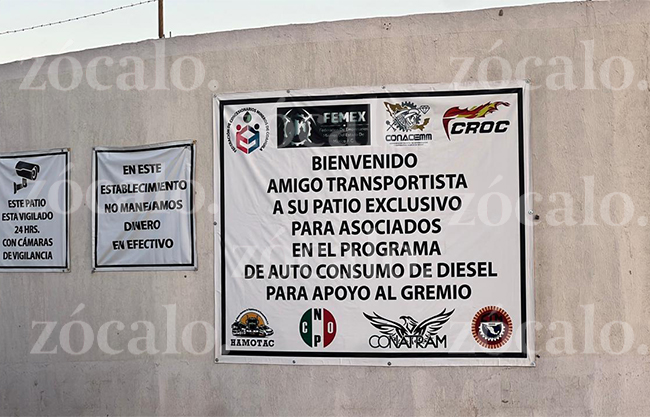 zócalo. zócalo.
ESTE PATIO
ESTA VIGILADO
24 HRS.
CON CÁMARAS
DE VIGILANCIA
EN ESTE
ESTABLECIMIENTO
NO MANEJAMOS
DINERO
EN EFECTIVO
FEMEX
CONACEMM
CROC
BIENVENIDO
AMIGO TRANSPORTISTA
A SU PATIO EXCLUSIVO
PARA ASOCIADOS
EN EL PROGRAMA
DE AUTO CONSUMO DE DIESEL
PARA APOYO AL GREMIO
HAMOTAC
CNOP
CONATRAM
zócalo. zócalo. zócalo.
zócalo. zócalo. zócalo.